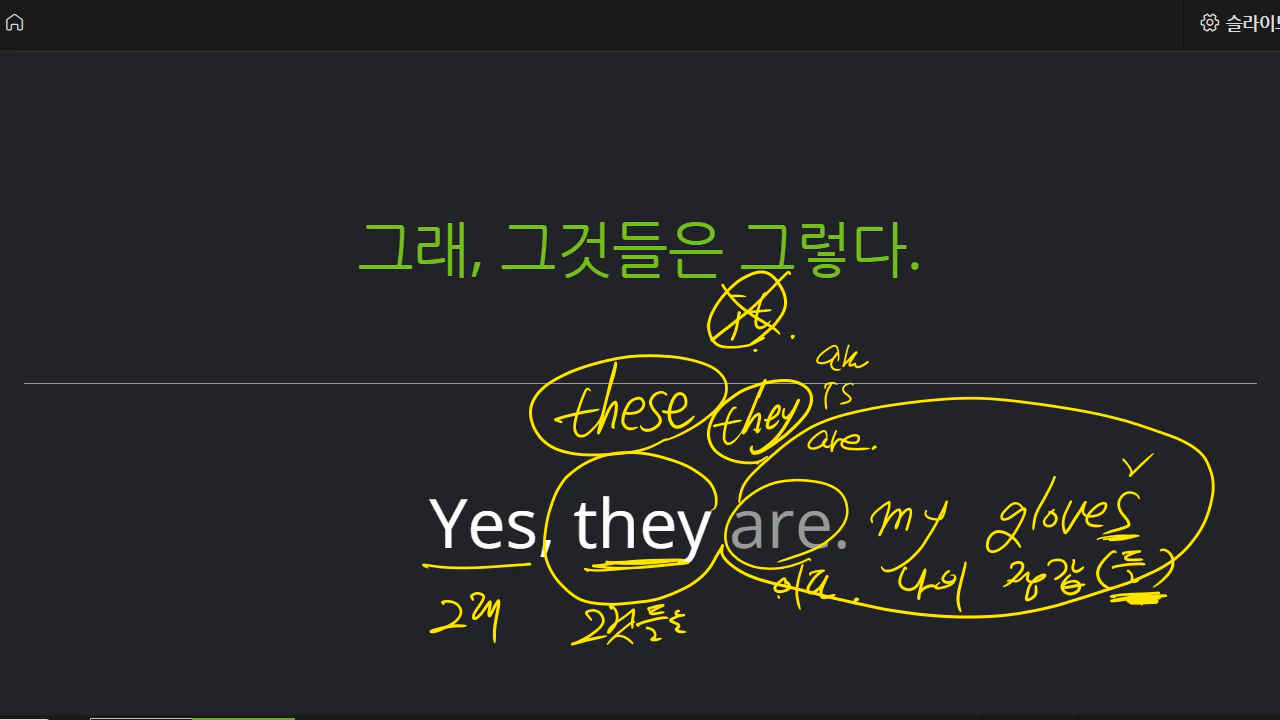 슬라이드
그래, 그것들은 그렇다.
it.
am
is
these they are.
Yes, they are. my gloves
이다. 나의 장갑(들)
그래 그것들은